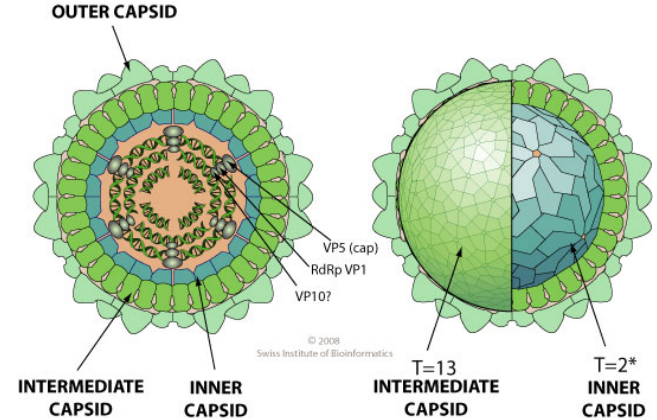 OUTER CAPSID
VP5 (cap)
RdRp VP1
VP10?
© 2008
Swiss Institute of Bioinformatics
INTERMEDIATE
CAPSID
INNER
CAPSID
T=13
INTERMEDIATE
CAPSID
T=2*
INNER
CAPSID